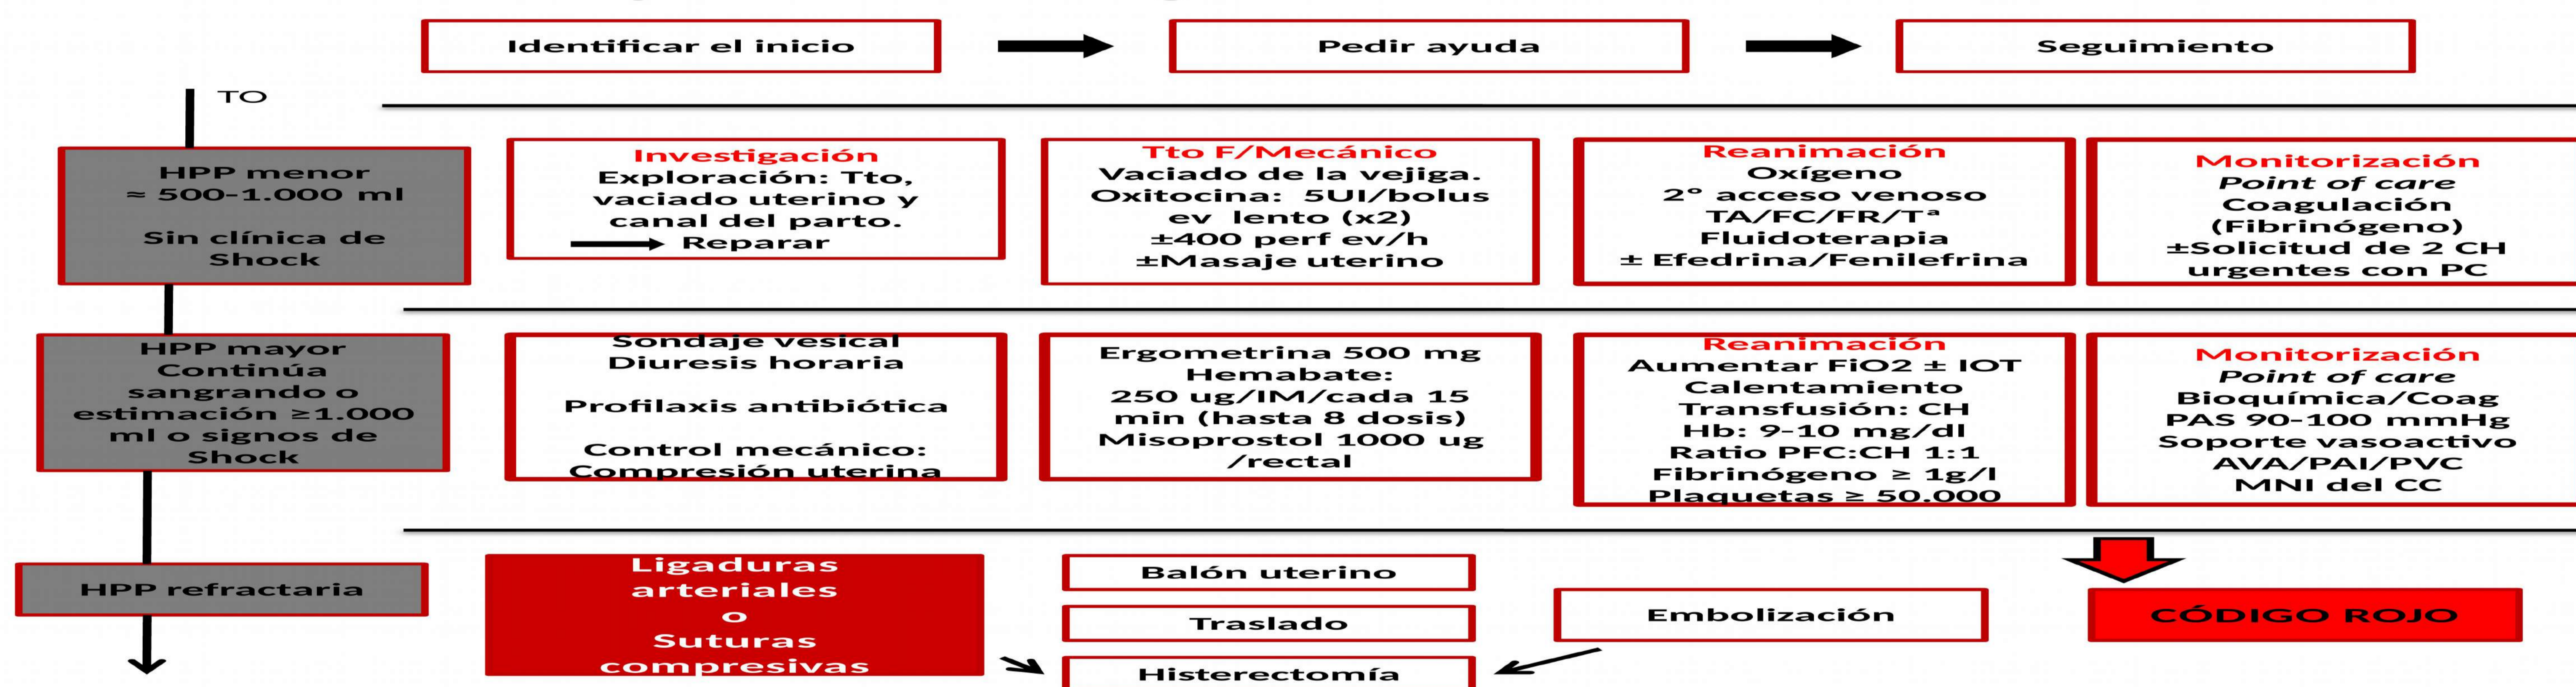 Identificar el inicio
Pedir ayuda
Seguimiento
TO
HPP menor
≈ 500-1.000 ml
Sin clínica de
Shock
Investigación
Exploración: Tto,
vaciado uterino y
canal del parto.
Reparar
Tto F/Mecánico
Vaciado de la vejiga.
Oxitocina: 5UI/bolus
ev lento (x2)
±400 perf ev/h
±Masaje uterino
Reanimación
Oxígeno
2º acceso venoso
TA/FC/FR/Tª
Fluidoterapia
± Efedrina/Fenilefrina
Monitorización
Point of care
Coagulación
(Fibrinógeno)
±Solicitud de 2 CH
urgentes con PC
HPP mayor
Continúa
sangrando o
estimación ≥1.000
ml o signos de
Shock
Sondaje vesical
Diuresis horaria
Profilaxis antibiótica
Control mecánico:
Compresión uterina
Ergometrina 500 mg
Hemabate:
250 ug/IM/cada 15
min (hasta 8 dosis)
Misoprostol 1000 ug
/rectal
Reanimación
Aumentar FiO2 ± IOT
Calentamiento
Transfusión: CH
Hb: 9-10 mg/dl
Ratio PFC:CH 1:1
Fibrinógeno ≥ 1g/l
Plaquetas ≥ 50.000
Monitorización
Point of care
Bioquímica/Coag
PAS 90-100 mmHg
Soporte vasoactivo
AVA/PAI/PVC
MNI del CC
HPP refractaria
Ligaduras
arteriales
o
Suturas
compresivas
Balón uterino
Traslado
Histerectomía
Embolización
CÓDIGO ROJO